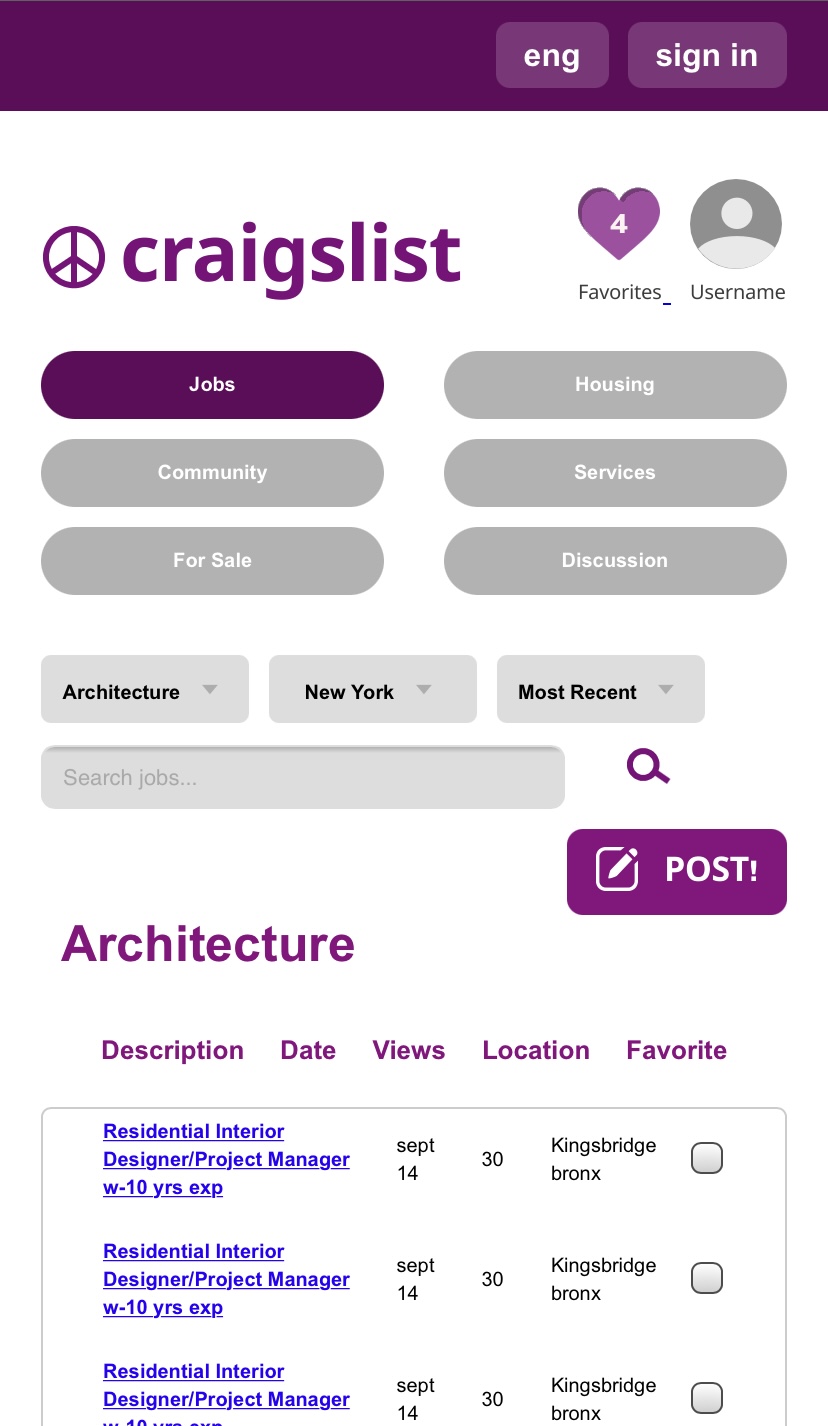 eng sign in
4
craigslist
Favorites Username
Jobs Housing
Community Services
For Sale Discussion
Architecture New York Most Recent
Search jobs...
POST!
Architecture
Description Date Views Location Favorite
Residential Interior
Designer/Project Manager
w-10 yrs exp
sept
14
30
Kingsbridge
bronx
Residential Interior
Designer/Project Manager
w-10 yrs exp
sept
14
30
Kingsbridge
bronx
Residential Interior
Designer/Project Manager
w-10 yrs exp
sept
14
30
Kingsbridge
bronx